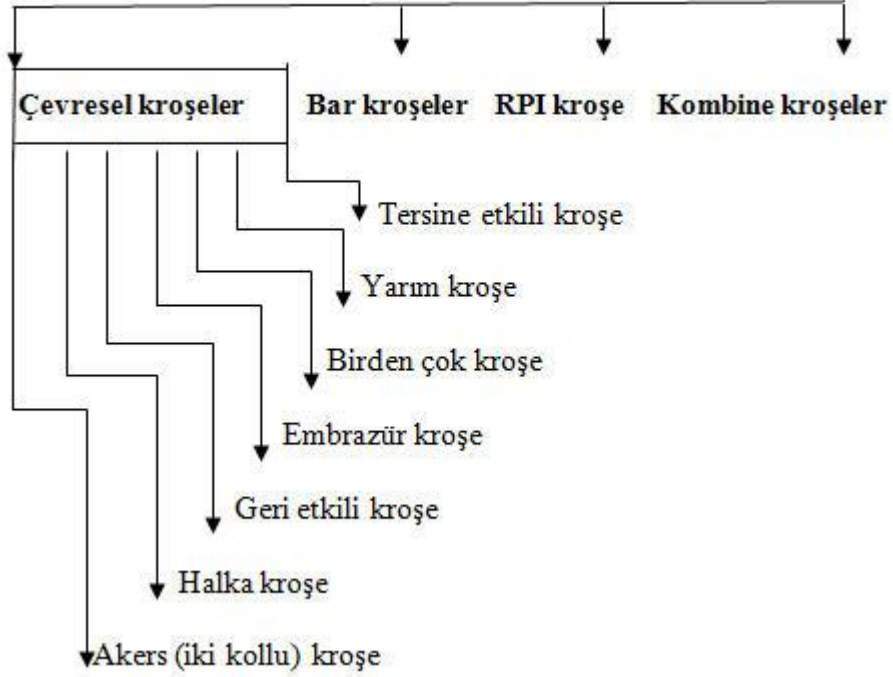 Çevresel kroşeler Bar kroşeler RPI kroşe Kombine kroşeler
Tersine etkili kroşe
Yarım kroşe
Birden çok kroşe
Embrazür kroşe
Geri etkili kroşe
Halka kroşe
Akers (iki kollu) kroşe